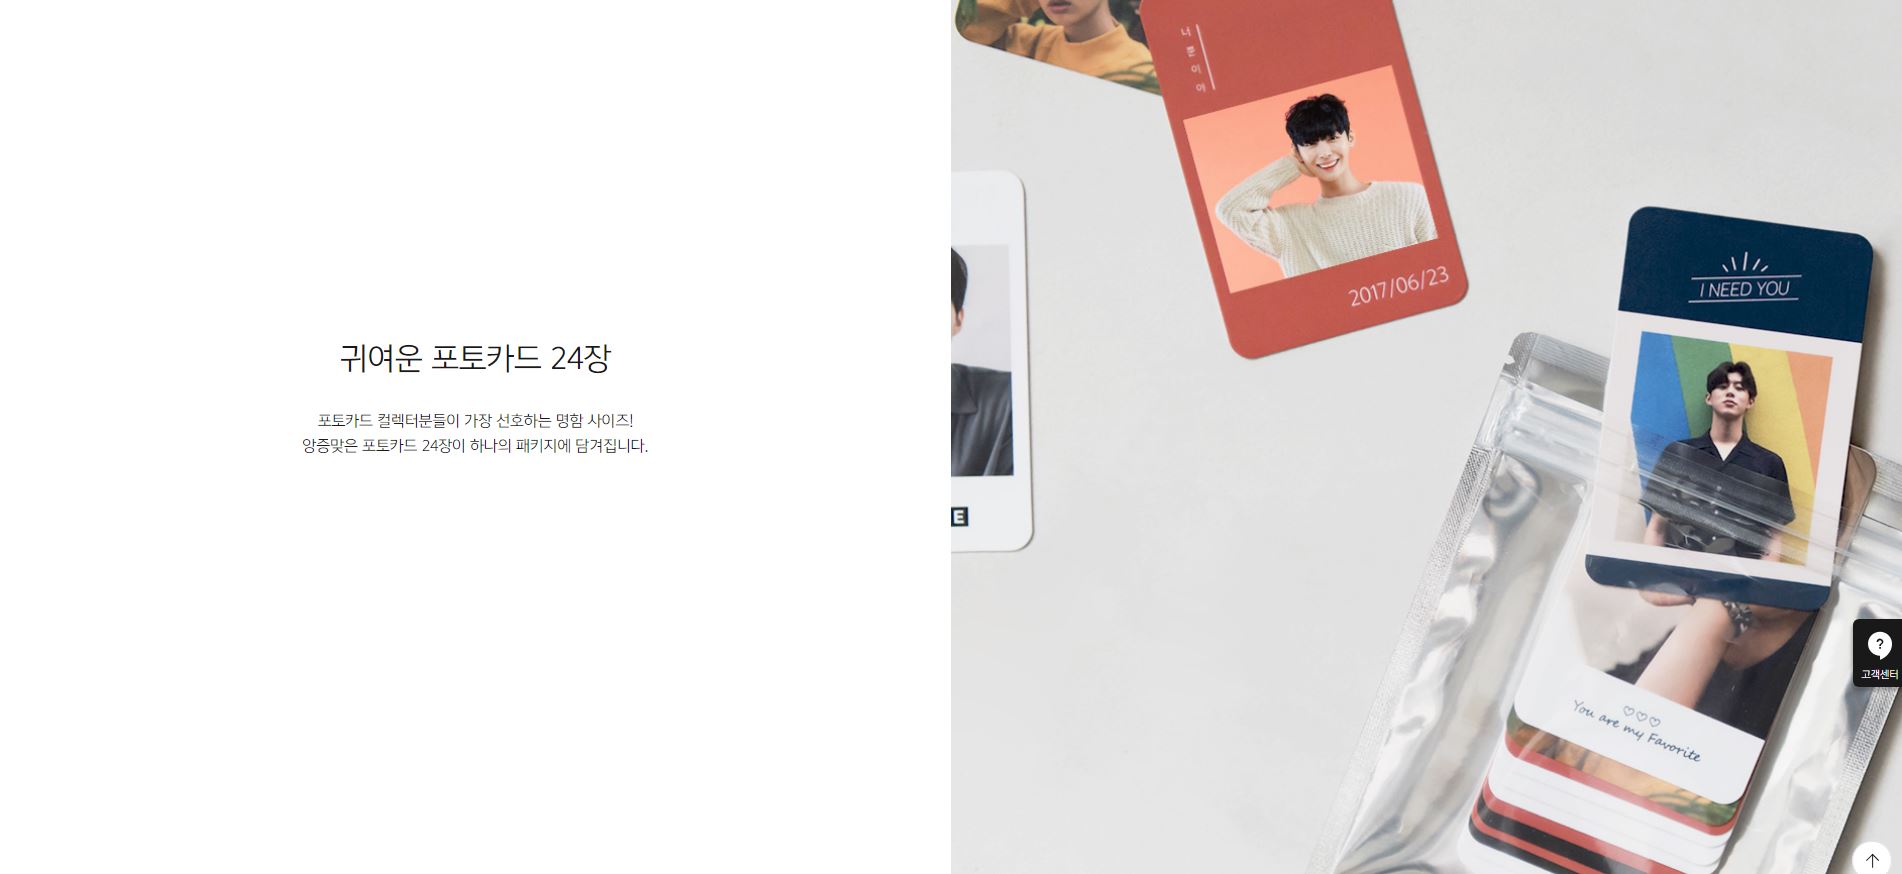 귀여운 포토카드 24장
포토카드 컬렉터분들이 가장 선호하는 명함 사이즈!
앙증맞은 포토카드 24장이 하나의 패키지에 담겨집니다.
너뿐이야
2017/06/23
I NEED YOU
E
You are my Favorite
?
고객센터